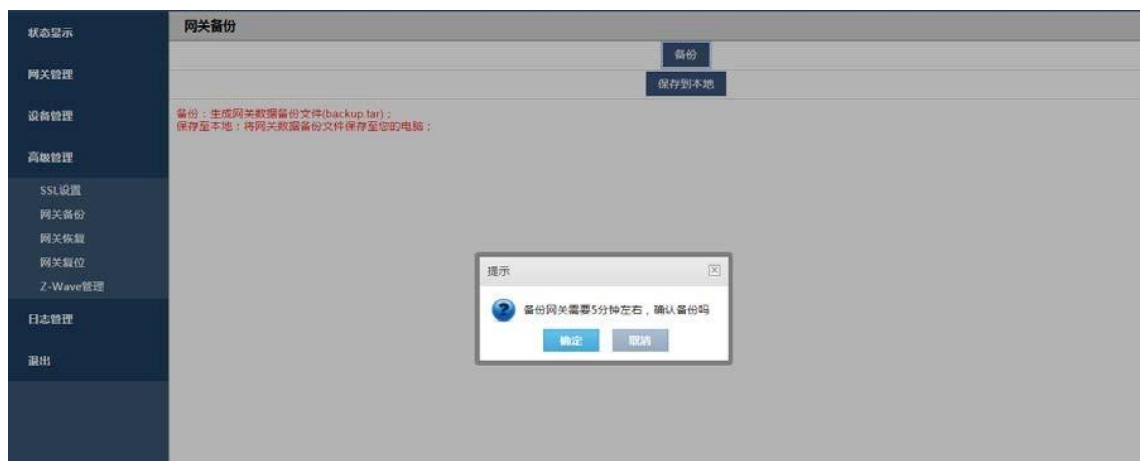 状态显示
网关管理
设备管理
高级管理
SSL设置
网关备份
网关恢复
网关复位
Z-Wave管理
日志管理
退出
网关备份
备份
保存到本地
备份：生成网关数据备份文件(backup.tar)；
保存至本地：将网关数据备份文件保存至您的电脑；
提示
备份网关需要5分钟左右，确认备份吗
确定
取消